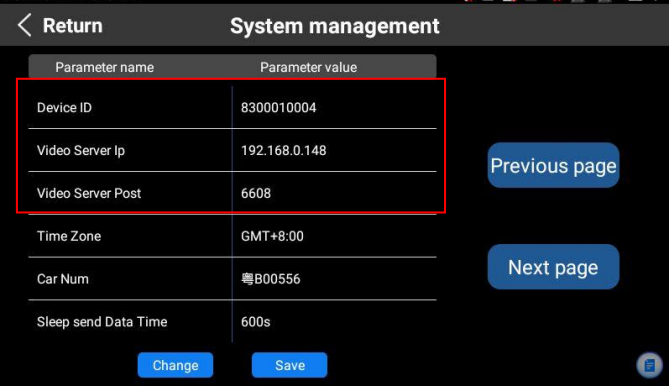 Return System management
Parameter name Parameter value
Device ID 8300010004
Video Server Ip 192.168.0.148
Video Server Post 6608
Time Zone GMT+8:00
Car Num 粤B00556
Sleep send Data Time 600s
Change Save
Previous page
Next page